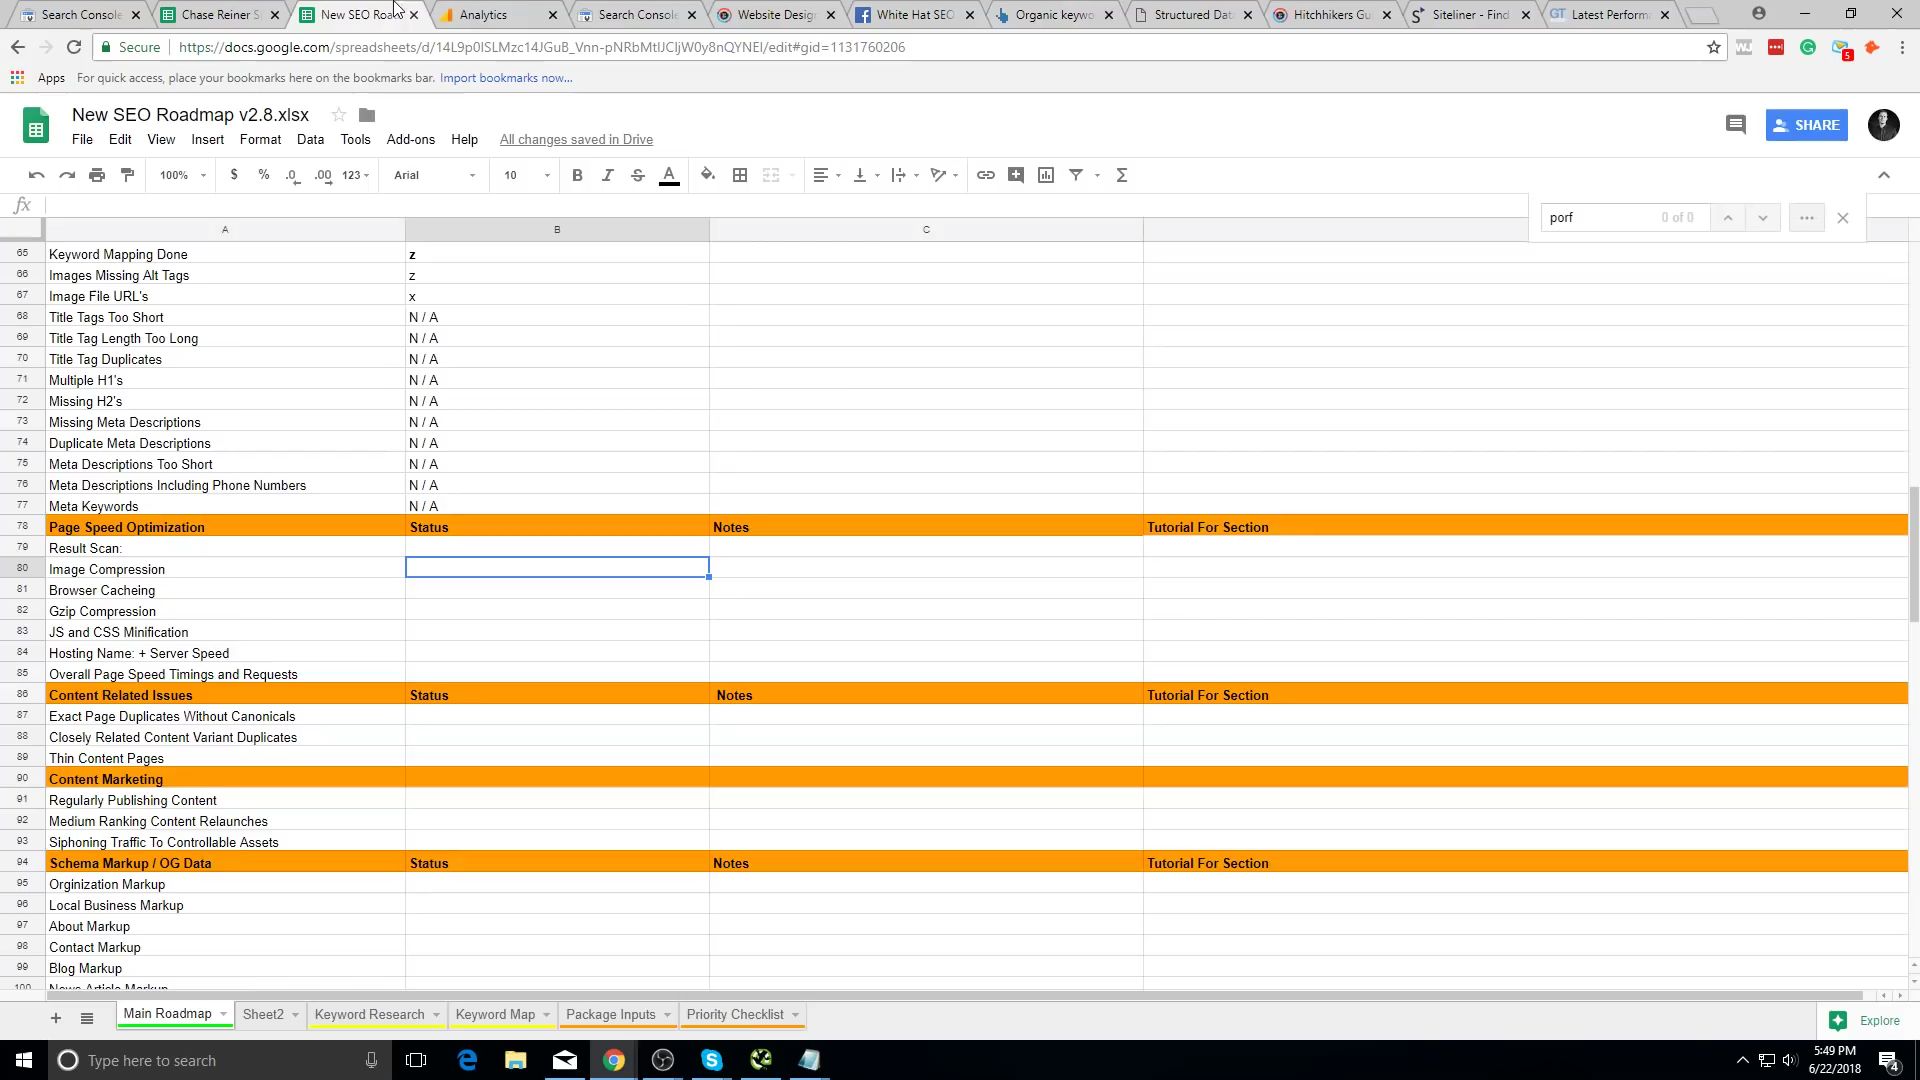 Search Console
Chase Reiner S
New SEO Road
Analytics
Search Console
Website Design
White Hat SEO
Organic keywo
Structured Dat
Hitchhikers Gu
Siteliner - Find
Latest Perform
Secure
https://docs.google.com/spreadsheets/d/14L9p0ISLMzc14JGuB_Vnn-pNRbMtlJCljW0y8nQYNEI/edit#gid=1131760206
5
Apps
For quick access, place your bookmarks here on the bookmarks bar.
Import bookmarks now...
New SEO Roadmap v2.8.xlsx
File
Edit
View
Insert
Format
Data
Tools
Add-ons
Help
All changes saved in Drive
SHARE
100%
$
%
.0
.00
123
Arial
10
B
I
S
A
Σ
fx
porf
0 of 0
A
B
C
65 Keyword Mapping Done z
66 Images Missing Alt Tags z
67 Image File URL's x
68 Title Tags Too Short N / A
69 Title Tag Length Too Long N / A
70 Title Tag Duplicates N / A
71 Multiple H1's N / A
72 Missing H2's N / A
73 Missing Meta Descriptions N / A
74 Duplicate Meta Descriptions N / A
75 Meta Descriptions Too Short N / A
76 Meta Descriptions Including Phone Numbers N / A
77 Meta Keywords N / A
78 Page Speed Optimization Status Notes Tutorial For Section
79 Result Scan:
80 Image Compression
81 Browser Cacheing
82 Gzip Compression
83 JS and CSS Minification
84 Hosting Name: + Server Speed
85 Overall Page Speed Timings and Requests
86 Content Related Issues Status Notes Tutorial For Section
87 Exact Page Duplicates Without Canonicals
88 Closely Related Content Variant Duplicates
89 Thin Content Pages
90 Content Marketing
91 Regularly Publishing Content
92 Medium Ranking Content Relaunches
93 Siphoning Traffic To Controllable Assets
94 Schema Markup / OG Data Status Notes Tutorial For Section
95 Orginization Markup
96 Local Business Markup
97 About Markup
98 Contact Markup
99 Blog Markup
100 News Article Markup
Main Roadmap
Sheet2
Keyword Research
Keyword Map
Package Inputs
Priority Checklist
Explore
Type here to search
5:49 PM
6/22/2018
4